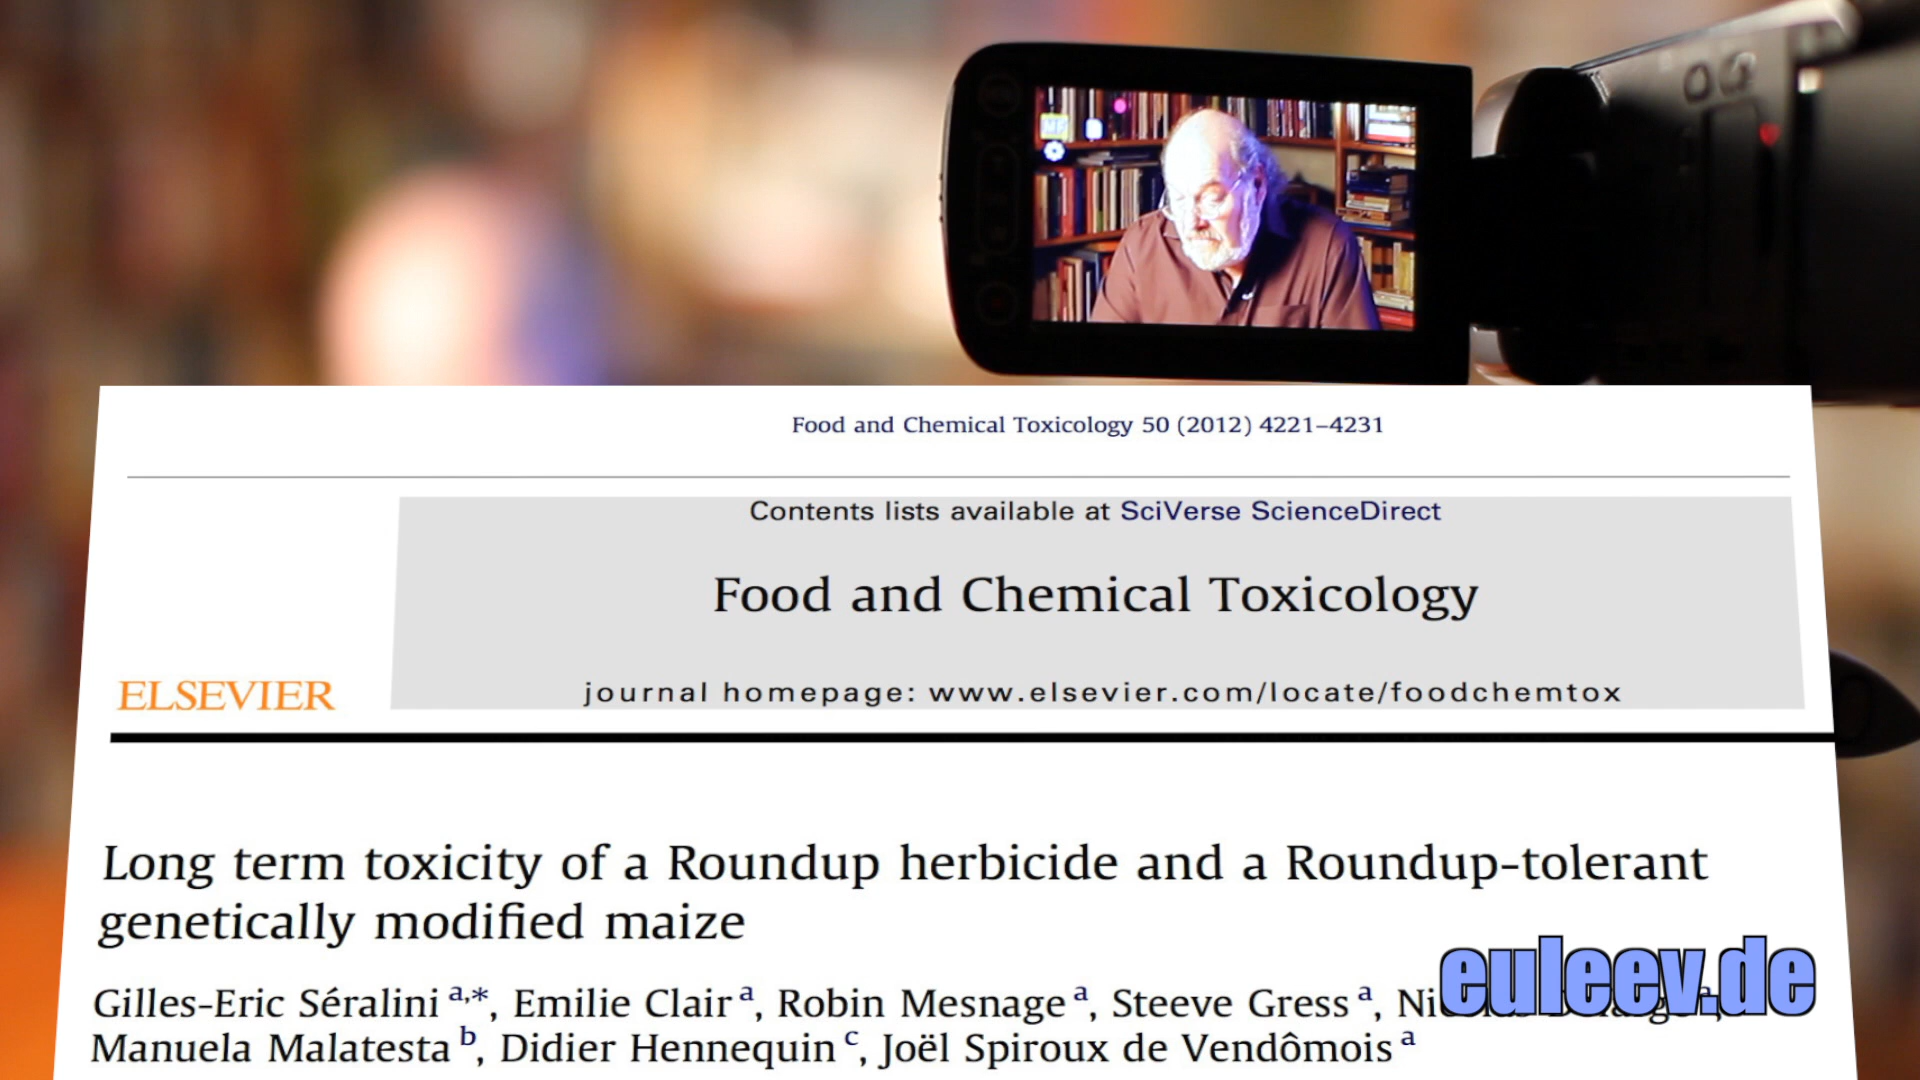 Food and Chemical Toxicology 50 (2012) 4221–4231
Contents lists available at SciVerse ScienceDirect
Food and Chemical Toxicology
ELSEVIER
journal homepage: www.elsevier.com/locate/foodchemtox
Long term toxicity of a Roundup herbicide and a Roundup-tolerant
genetically modified maize
Gilles-Eric Séralini a,*, Emilie Clair a, Robin Mesnage a, Steeve Gress a,
Manuela Malatesta b, Didier Hennequin c, Joël Spiroux de Vendômois a
euleev.de